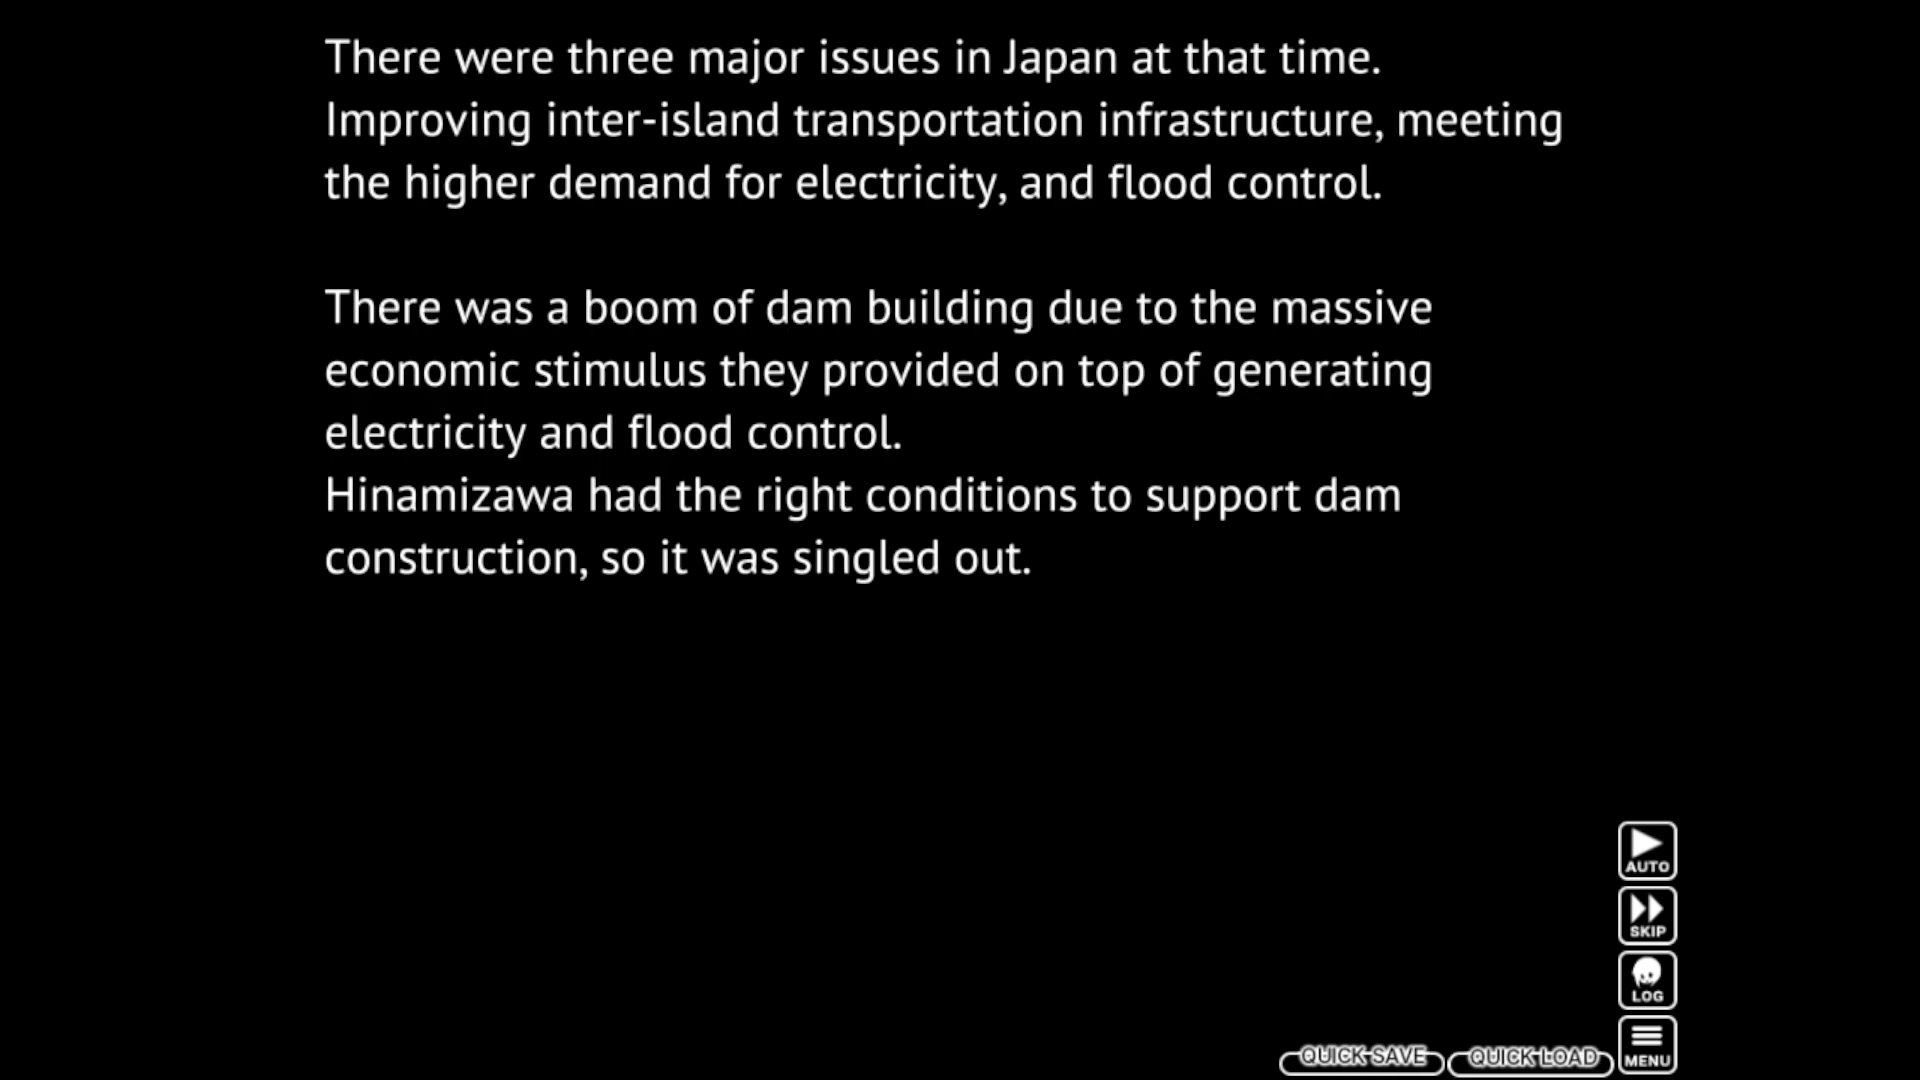 There were three major issues in Japan at that time.
Improving inter-island transportation infrastructure, meeting
the higher demand for electricity, and flood control.
There was a boom of dam building due to the massive
economic stimulus they provided on top of generating
electricity and flood control.
Hinamizawa had the right conditions to support dam
construction, so it was singled out.
AUTO
SKIP
LOG
MENU
QUICK SAVE
QUICK LOAD